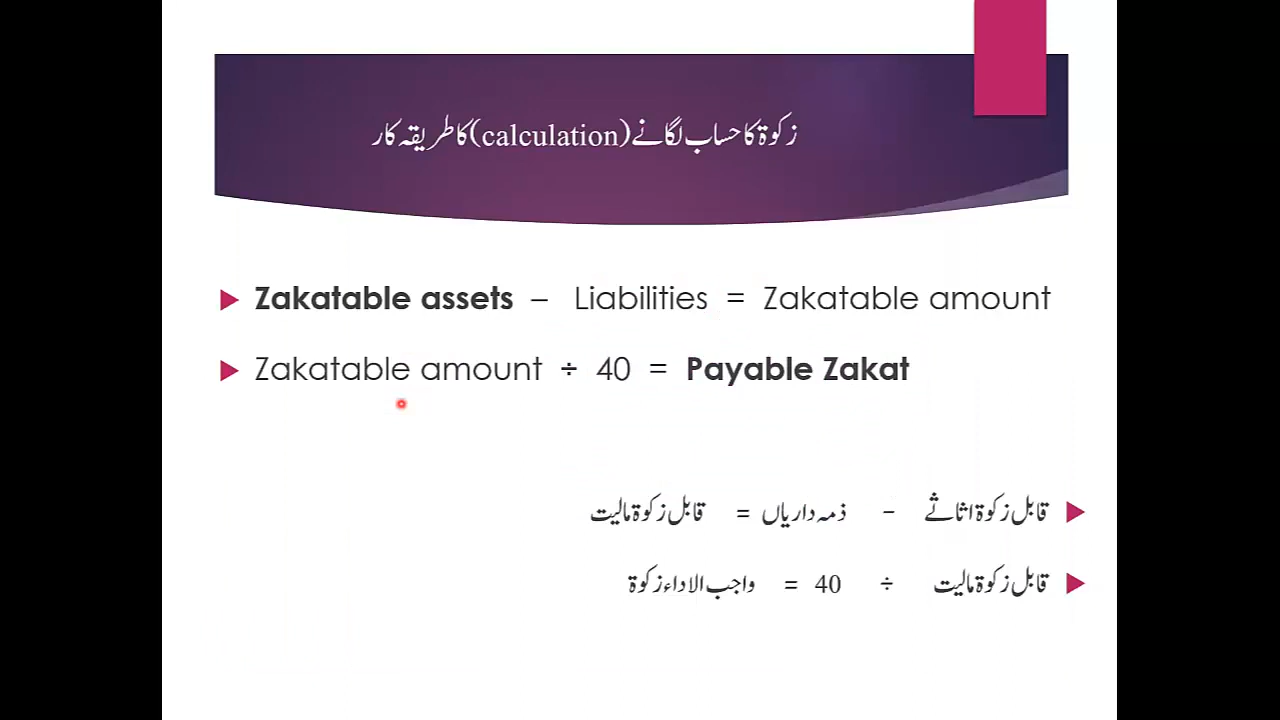 زکوۃ کا حساب لگانے (calculation) کا طریقہ کار
Zakatable assets – Liabilities = Zakatable amount
Zakatable amount ÷ 40 = Payable Zakat
قابل زکوۃ اثاثے – ذمہ داریاں = قابل زکوۃ مالیت
قابل زکوۃ مالیت ÷ 40 = واجب الاداء زکوۃ